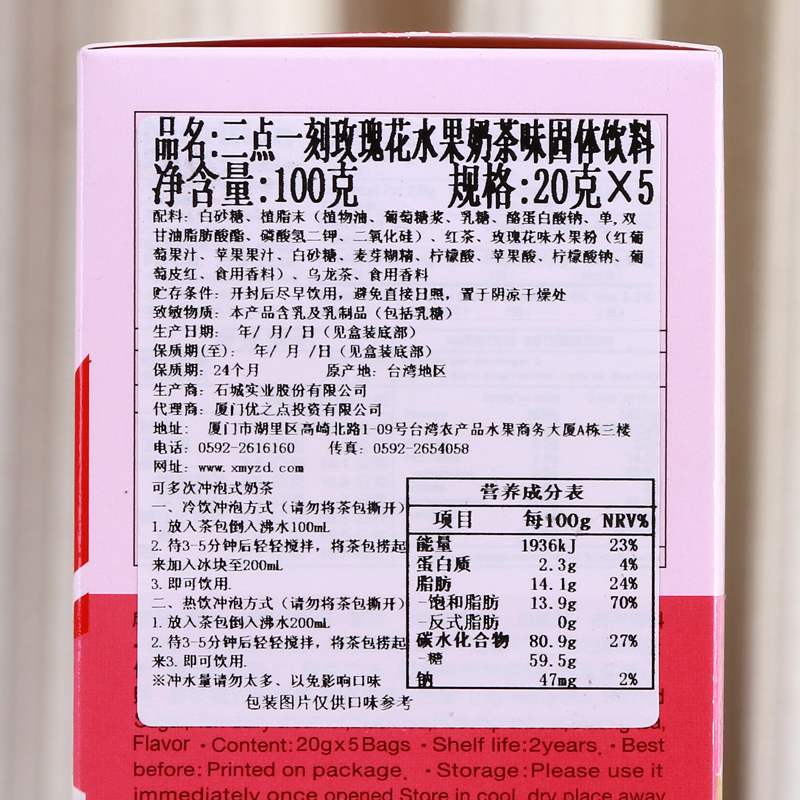 品名:三点一刻玫瑰花水果奶茶味固体饮料
净含量:100克 规格:20克×5
配料: 白砂糖、植脂末（植物油、葡萄糖浆、乳糖、酪蛋白酸钠、单,双
甘油脂肪酸酯、磷酸氢二钾、二氧化硅）、红茶、玫瑰花味水果粉（红葡
萄果汁、苹果果汁、白砂糖、麦芽糊精、柠檬酸、苹果酸、柠檬酸钠、葡
萄皮红、食用香料）、乌龙茶、食用香料
贮存条件: 开封后尽早饮用，避免直接日照，置于阴凉干燥处
致敏物质: 本产品含乳及乳制品（包括乳糖）
生产日期: 年/ 月/ 日（见盒装底部）
保质期(至): 年/ 月 /日（见盒装底部）
保质期: 24个月 原产地: 台湾地区
生产商: 石城实业股份有限公司
代理商: 厦门优之点投资有限公司
地址: 厦门市湖里区高崎北路1-09号台湾农产品水果商务大厦A栋三楼
电话: 0592-2616160 传真: 0592-2654058
网址: www.xmyzd.com
可多次冲泡式奶茶
一、冷饮冲泡方式（请勿将茶包撕开）
1. 放入茶包倒入沸水100mL
2. 待3-5分钟后轻轻搅拌，将茶包捞起
来加入冰块至200mL
3. 即可饮用.
二、热饮冲泡方式（请勿将茶包撕开）
1. 放入茶包倒入沸水200mL
2. 待3-5分钟后轻轻搅拌，将茶包捞起
来3. 即可饮用.
※冲水量请勿太多、以免影响口味
包装图片仅供口味参考
营养成分表
项目 每100g NRV%
能量 1936kJ 23%
蛋白质 2.3g 4%
脂肪 14.1g 24%
-饱和脂肪 13.9g 70%
-反式脂肪 0g
碳水化合物 80.9g 27%
-糖 59.5g
钠 47mg 2%
Flavor ・Content:20gx5Bags ・Shelf life:2years. ・Best
before:Printed on package. ・Storage:Please use it
immediately once opened Store in cool, dry place away